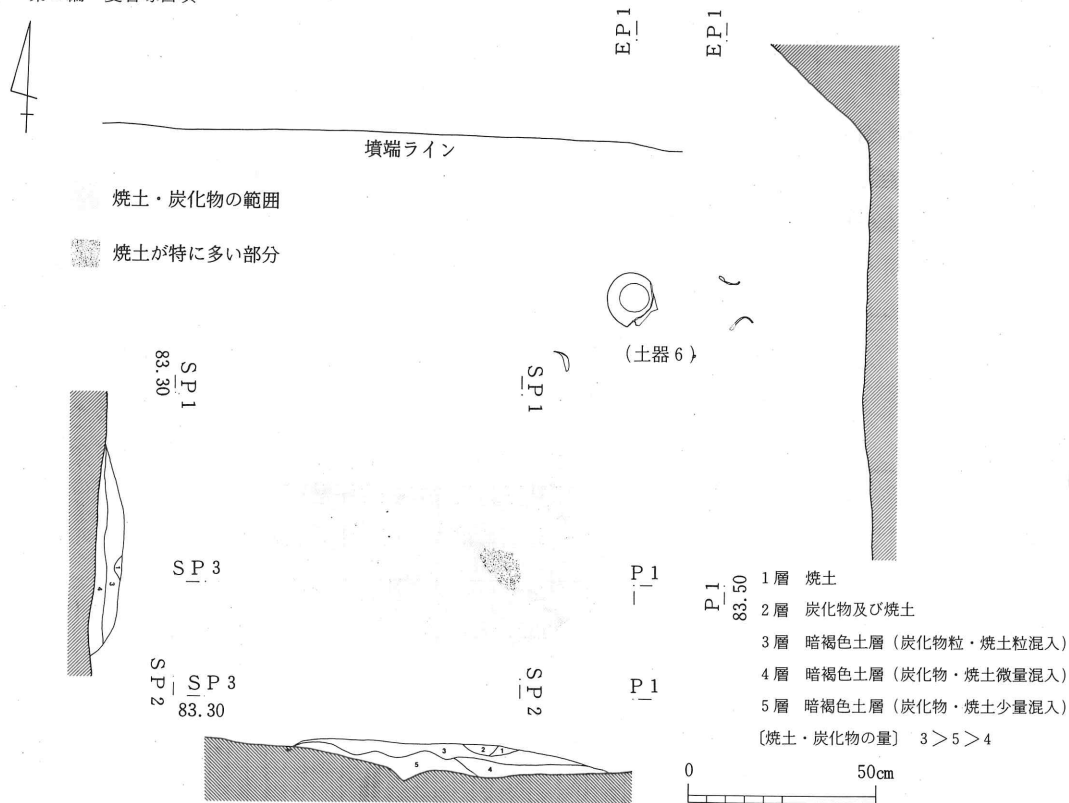 EP1
EP1
墳端ライン
焼土・炭化物の範囲
焼土が特に多い部分
(土器6)
SP1
83.30
SP1
SP3
P1
P1
83.50
SP2
SP3
83.30
SP2
P1
1
3
4
3
2
1
5
4
1層 焼土
2層 炭化物及び焼土
3層 暗褐色土層(炭化物粒・焼土粒混入)
4層 暗褐色土層(炭化物・焼土微量混入)
5層 暗褐色土層(炭化物・焼土少量混入)
〔焼土・炭化物の量〕 3>5>4
0 50cm